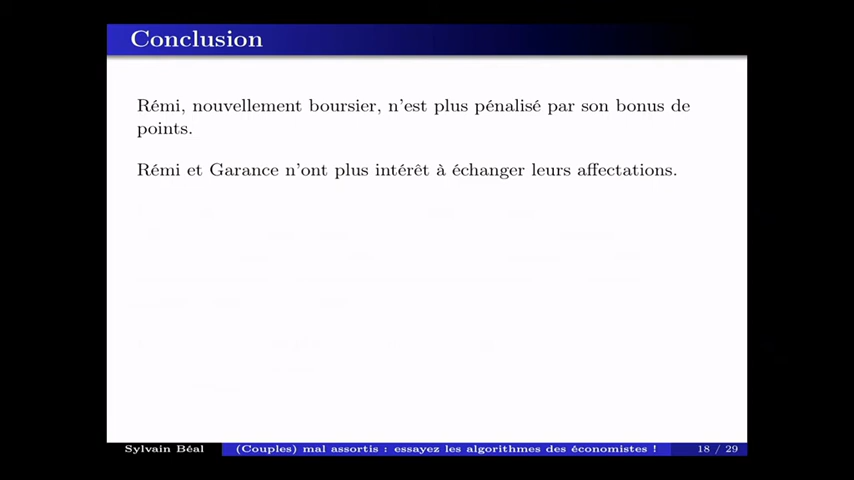 Conclusion
Rémi, nouvellement boursier, n'est plus pénalisé par son bonus de
points.
Rémi et Garance n'ont plus intérêt à échanger leurs affectations.
Sylvain Béal (Couples) mal assortis : essayez les algorithmes des économistes ! 18 / 29